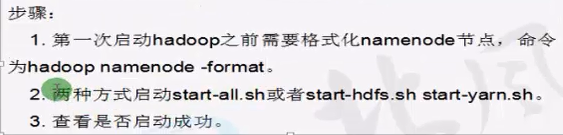 步骤：
1. 第一次启动hadoop之前需要格式化namenode节点，命令
为hadoop namenode -format。
2. 两种方式启动start-all.sh或者start-hdfs.sh start-yarn.sh。
3. 查看是否启动成功。